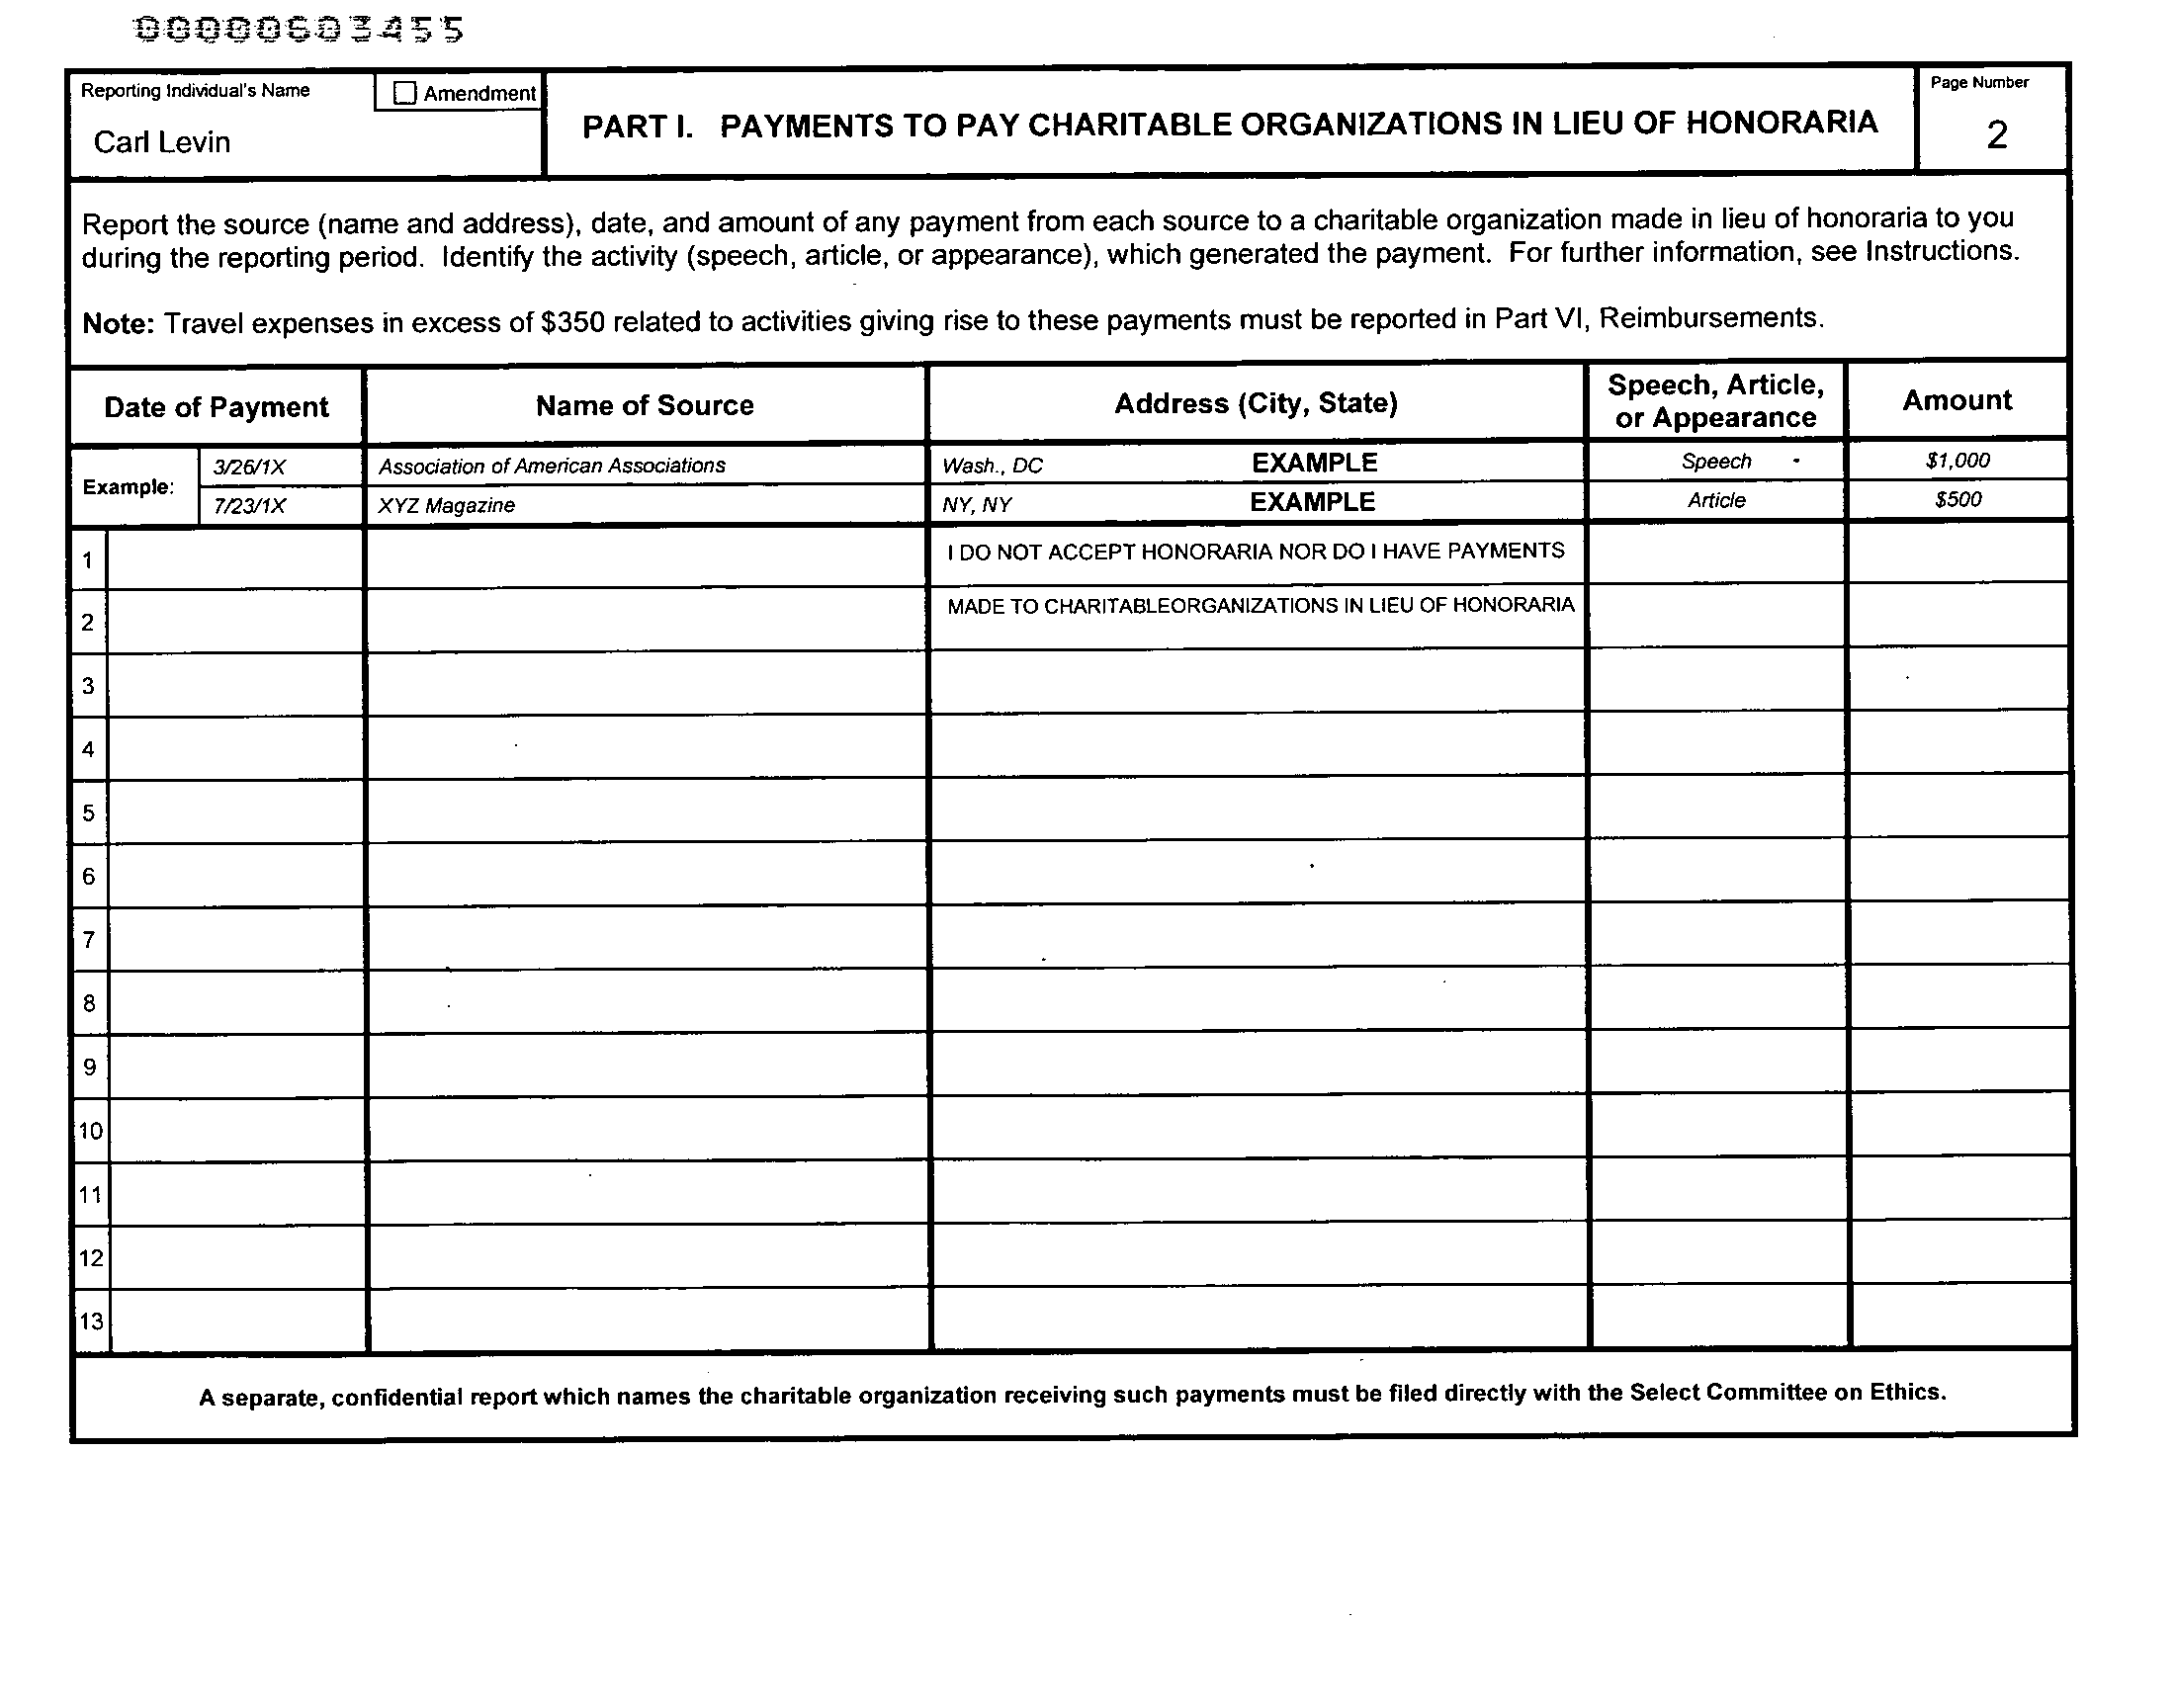 00000603455
Reporting Individual's Name
Amendment
Carl Levin
PART I. PAYMENTS TO PAY CHARITABLE ORGANIZATIONS IN LIEU OF HONORARIA
Page Number
2
Report the source (name and address), date, and amount of any payment from each source to a charitable organization made in lieu of honoraria to you
during the reporting period. Identify the activity (speech, article, or appearance), which generated the payment. For further information, see Instructions.
Note: Travel expenses in excess of $350 related to activities giving rise to these payments must be reported in Part VI, Reimbursements.
Date of Payment Name of Source Address (City, State) Speech, Article, or Appearance Amount
Example: 3/26/1X Association of American Associations Wash., DC EXAMPLE Speech $1,000
7/23/1X XYZ Magazine NY, NY EXAMPLE Article $500
1 I DO NOT ACCEPT HONORARIA NOR DO I HAVE PAYMENTS
2 MADE TO CHARITABLEORGANIZATIONS IN LIEU OF HONORARIA
3
4
5
6
7
8
9
10
11
12
13
A separate, confidential report which names the charitable organization receiving such payments must be filed directly with the Select Committee on Ethics.